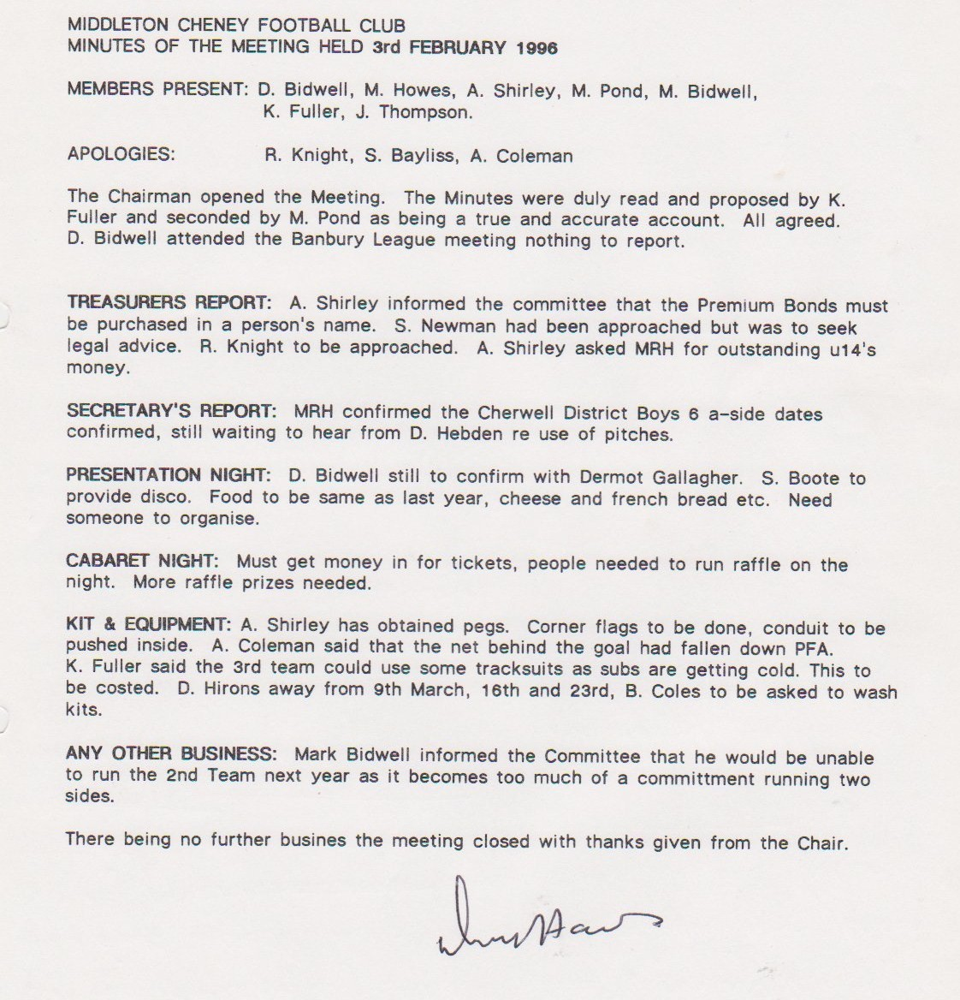 MIDDLETON CHENEY FOOTBALL CLUB
MINUTES OF THE MEETING HELD 3rd FEBRUARY 1996
MEMBERS PRESENT: D. Bidwell, M. Howes, A. Shirley, M. Pond, M. Bidwell,
K. Fuller, J. Thompson.
APOLOGIES: R. Knight, S. Bayliss, A. Coleman
The Chairman opened the Meeting. The Minutes were duly read and proposed by K.
Fuller and seconded by M. Pond as being a true and accurate account. All agreed.
D. Bidwell attended the Banbury League meeting nothing to report.
TREASURERS REPORT: A. Shirley informed the committee that the Premium Bonds must
be purchased in a person's name. S. Newman had been approached but was to seek
legal advice. R. Knight to be approached. A. Shirley asked MRH for outstanding u14's
money.
SECRETARY'S REPORT: MRH confirmed the Cherwell District Boys 6 a-side dates
confirmed, still waiting to hear from D. Hebden re use of pitches.
PRESENTATION NIGHT: D. Bidwell still to confirm with Dermot Gallagher. S. Boote to
provide disco. Food to be same as last year, cheese and french bread etc. Need
someone to organise.
CABARET NIGHT: Must get money in for tickets, people needed to run raffle on the
night. More raffle prizes needed.
KIT & EQUIPMENT: A. Shirley has obtained pegs. Corner flags to be done, conduit to be
pushed inside. A. Coleman said that the net behind the goal had fallen down PFA.
K. Fuller said the 3rd team could use some tracksuits as subs are getting cold. This to
be costed. D. Hirons away from 9th March, 16th and 23rd, B. Coles to be asked to wash
kits.
ANY OTHER BUSINESS: Mark Bidwell informed the Committee that he would be unable
to run the 2nd Team next year as it becomes too much of a committment running two
sides.
There being no further busines the meeting closed with thanks given from the Chair.